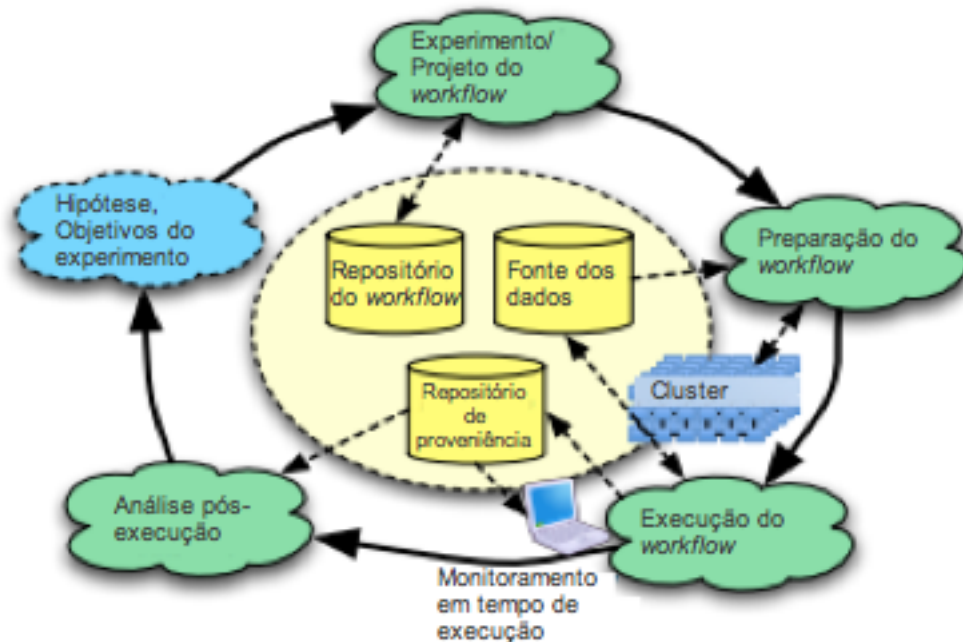 Experimento/
Projeto do
workflow
Hipótese,
Objetivos do
experimento
Repositório
do workflow
Fonte dos
dados
Preparação do
workflow
Cluster
Repositório
de
proveniência
Análise pós-
execução
Execução do
workflow
Monitoramento
em tempo de
execução